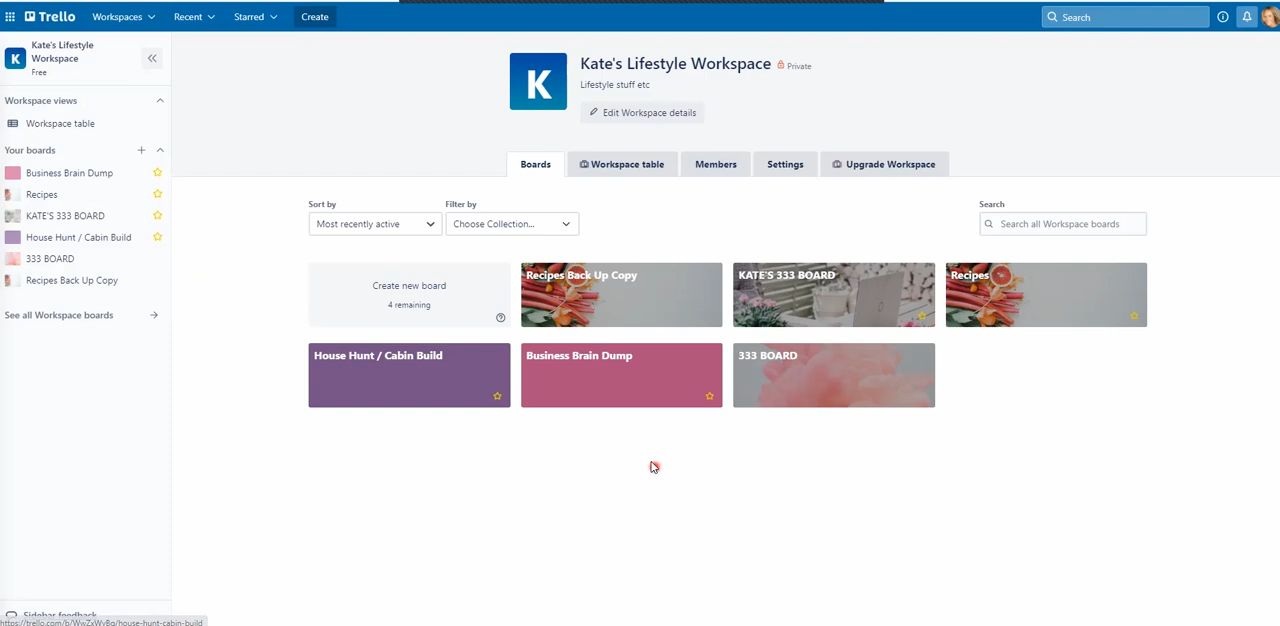 Trello
Workspaces
Recent
Starred
Create
Search
K
Kate's Lifestyle
Workspace
Free
Workspace views
Workspace table
Your boards
Business Brain Dump
Recipes
KATE'S 333 BOARD
House Hunt / Cabin Build
333 BOARD
Recipes Back Up Copy
See all Workspace boards
Sidebar feedback
https://trello.com/b/WwZxWyBq/house-hunt-cabin-build
K
Kate's Lifestyle Workspace
Private
Lifestyle stuff etc
Edit Workspace details
Boards
Workspace table
Members
Settings
Upgrade Workspace
Sort by
Most recently active
Filter by
Choose Collection...
Search
Search all Workspace boards
Create new board
4 remaining
Recipes Back Up Copy
KATE'S 333 BOARD
Recipes
House Hunt / Cabin Build
Business Brain Dump
333 BOARD